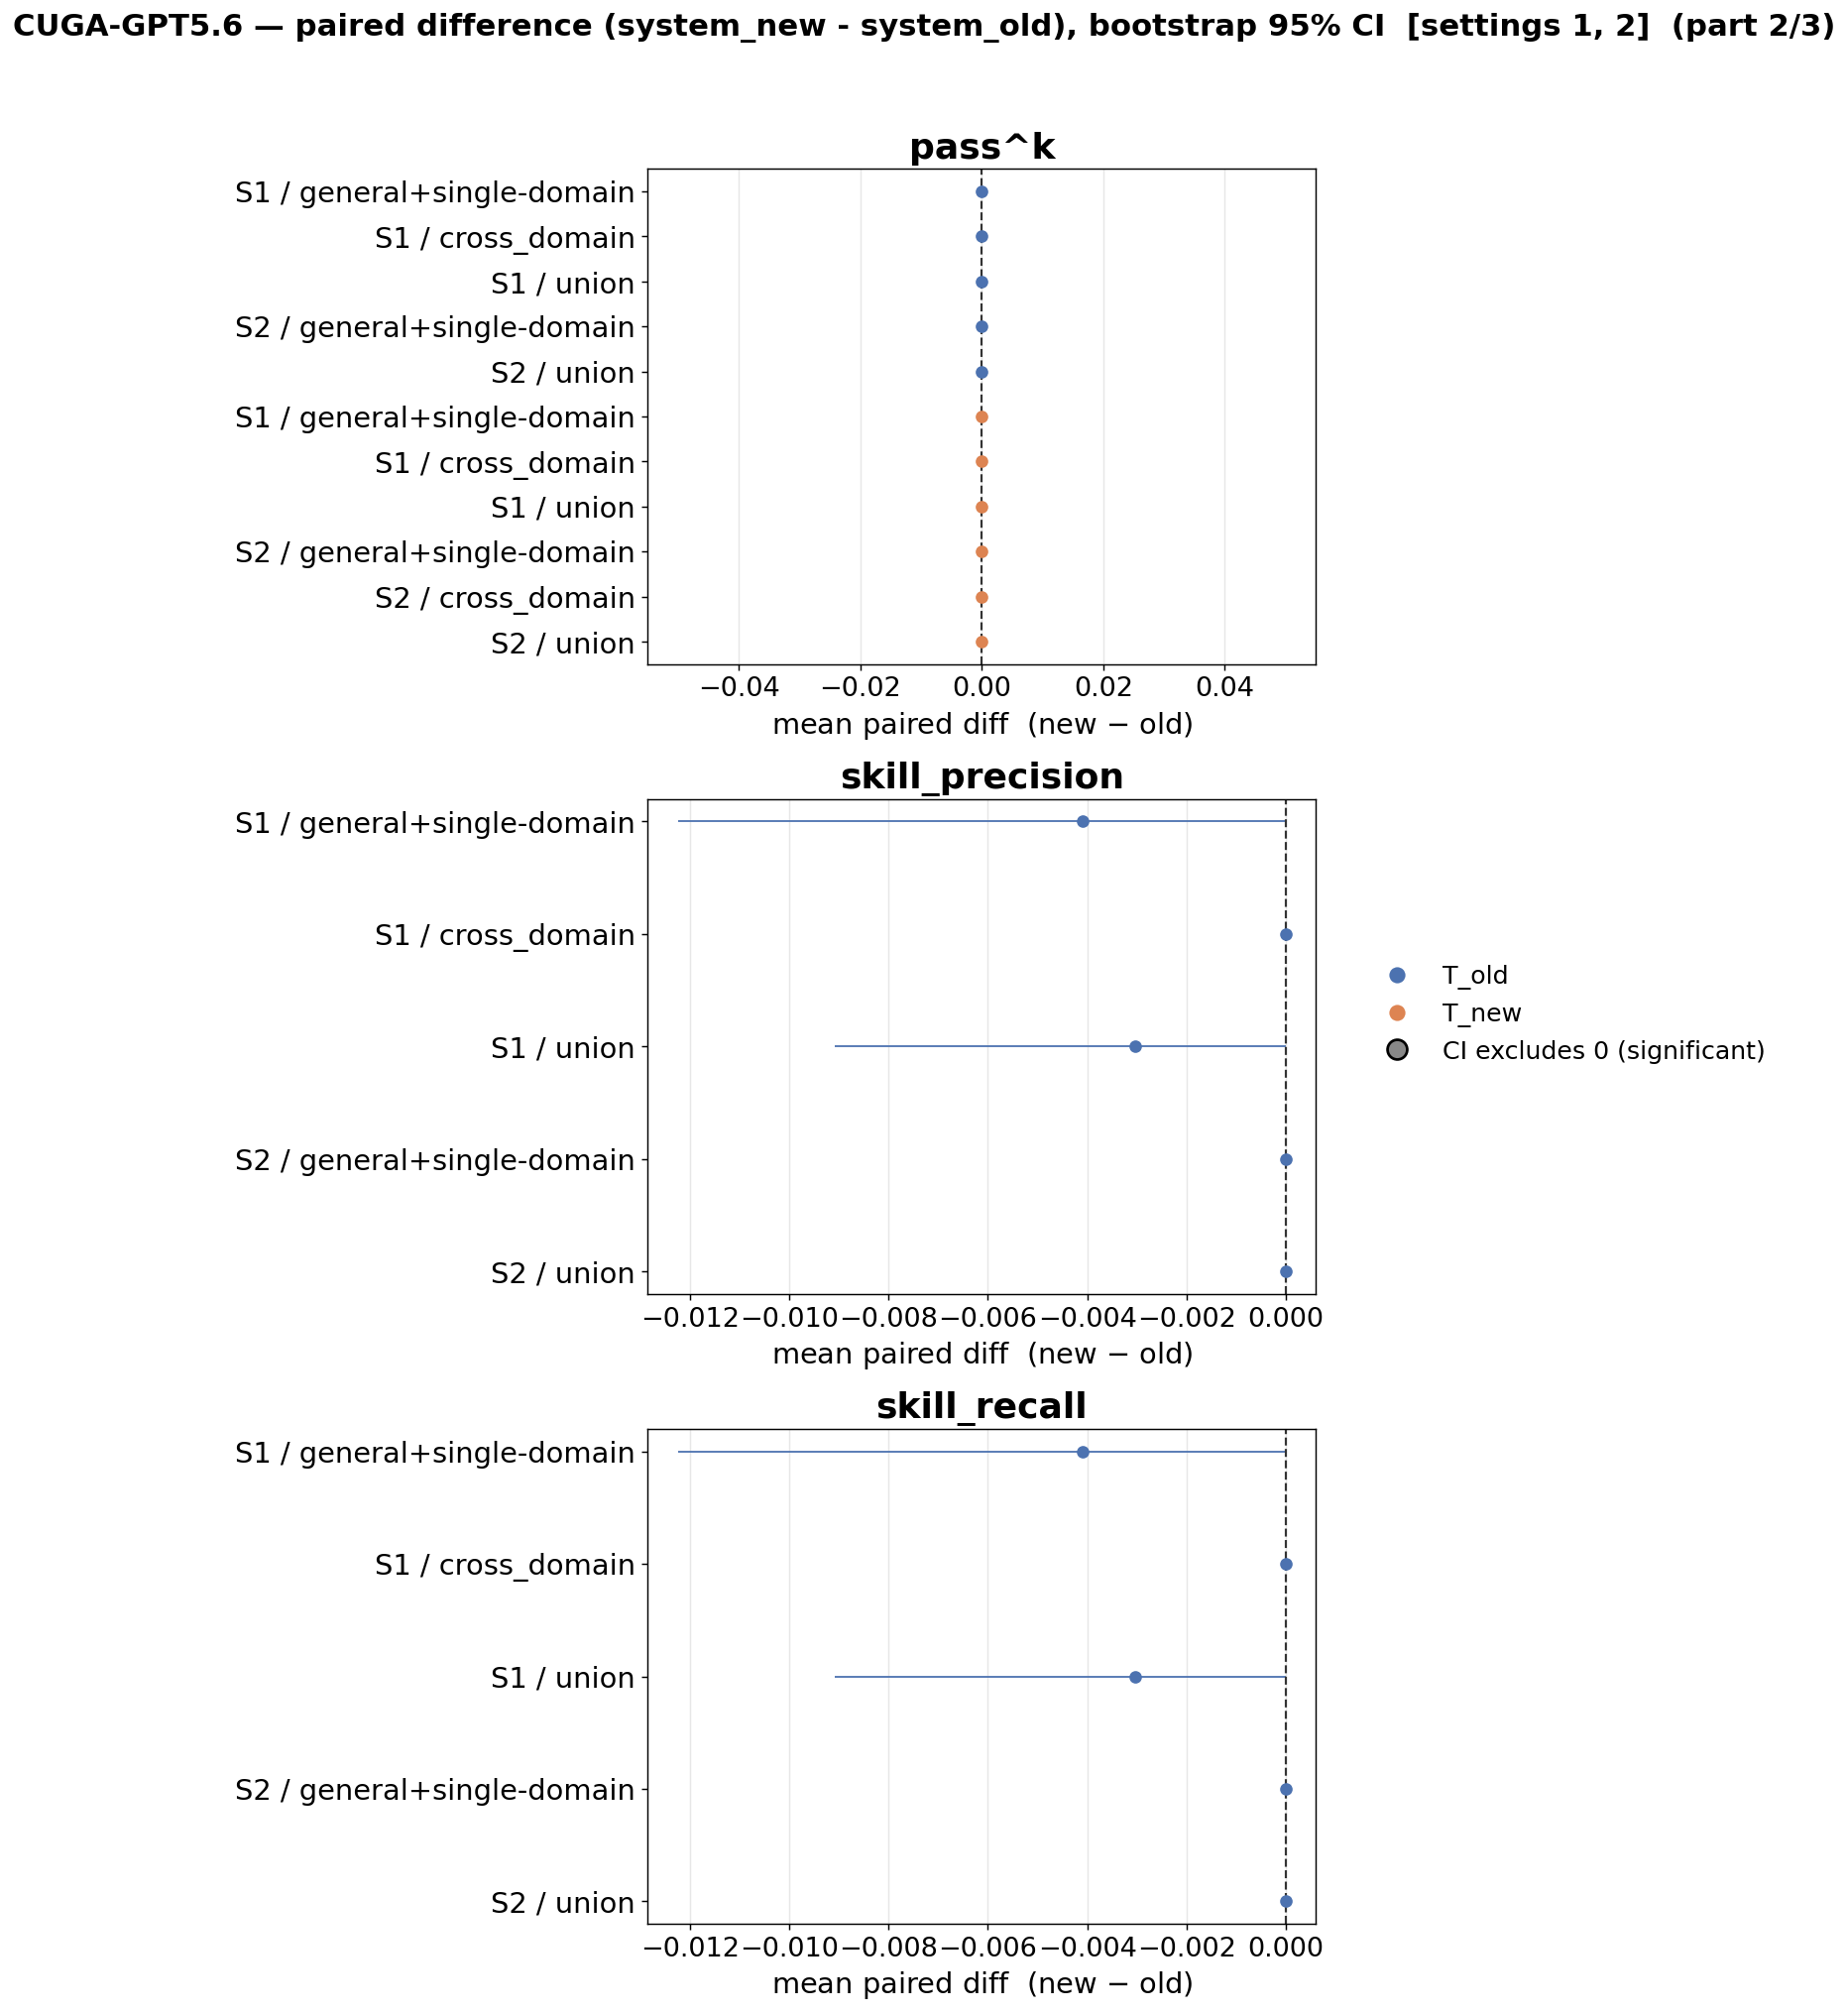 CUGA-GPT5.6 — paired difference (system_new - system_old), bootstrap 95% CI  [settings 1, 2]  (part 2/3)
pass^k
S1 / general+single-domain
S1 / cross_domain
S1 / union
S2 / general+single-domain
S2 / union
S1 / general+single-domain
S1 / cross_domain
S1 / union
S2 / general+single-domain
S2 / cross_domain
S2 / union
−0.04 −0.02 0.00 0.02 0.04
mean paired diff  (new − old)
skill_precision
S1 / general+single-domain
S1 / cross_domain
S1 / union
S2 / general+single-domain
S2 / union
−0.012 −0.010 −0.008 −0.006 −0.004 −0.002 0.000
mean paired diff  (new − old)
T_old
T_new
CI excludes 0 (significant)
skill_recall
S1 / general+single-domain
S1 / cross_domain
S1 / union
S2 / general+single-domain
S2 / union
−0.012 −0.010 −0.008 −0.006 −0.004 −0.002 0.000
mean paired diff  (new − old)